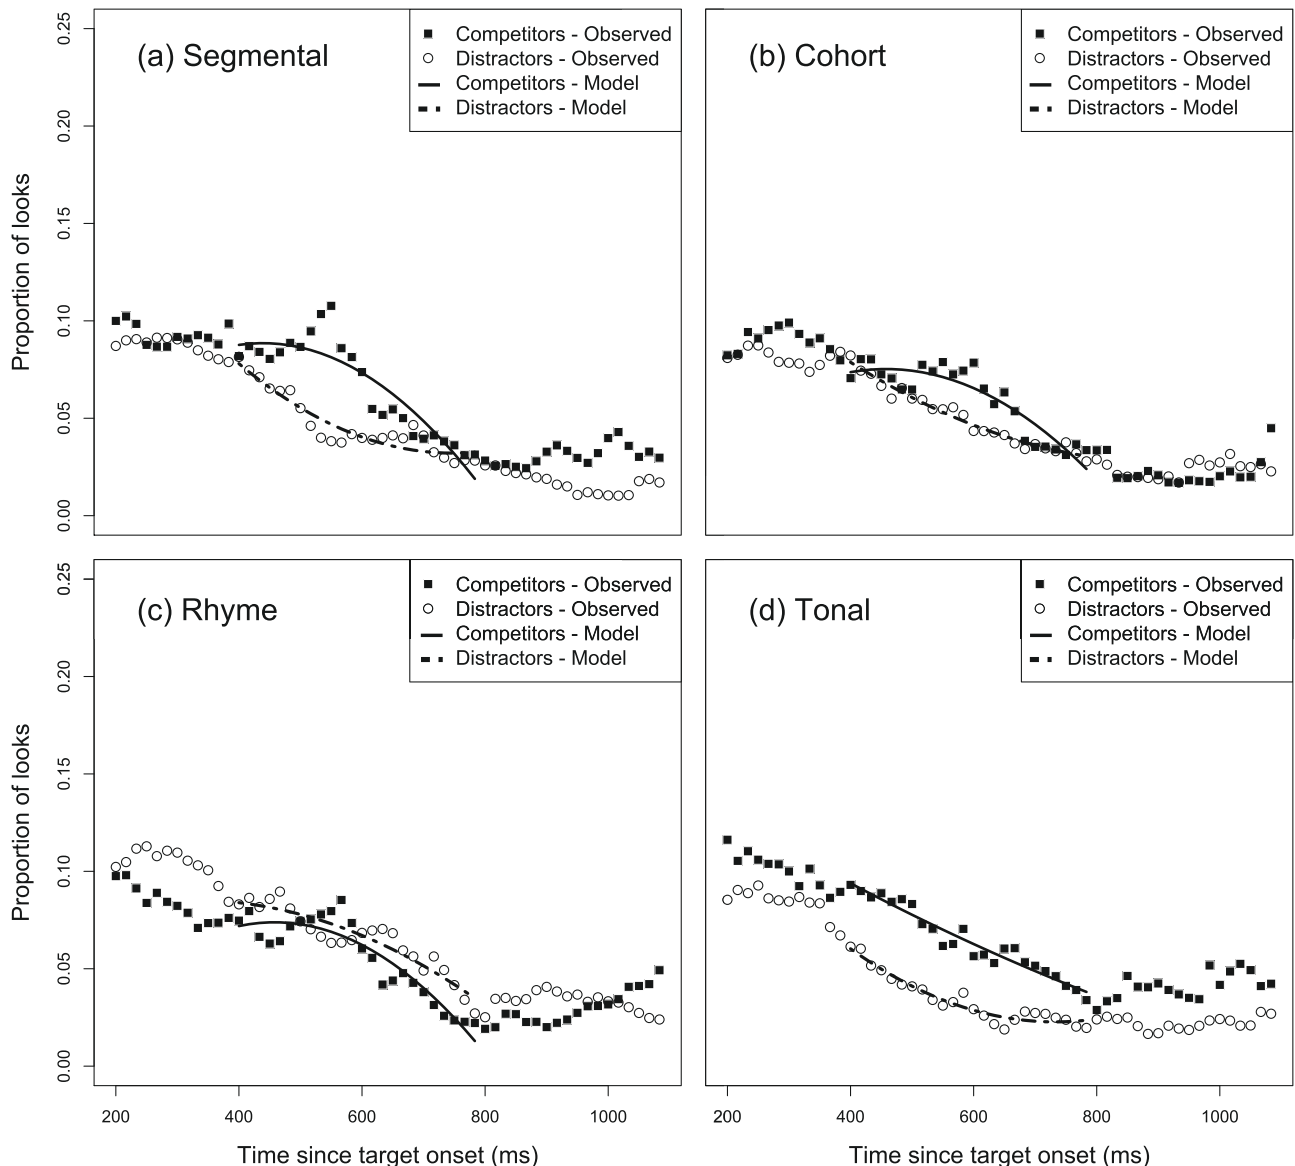 (a) Segmental
Competitors - Observed
Distractors - Observed
Competitors - Model
Distractors - Model
Proportion of looks
0.25
0.20
0.15
0.10
0.05
0.00
(b) Cohort
Competitors - Observed
Distractors - Observed
Competitors - Model
Distractors - Model
(c) Rhyme
Competitors - Observed
Distractors - Observed
Competitors - Model
Distractors - Model
Proportion of looks
0.25
0.20
0.15
0.10
0.05
0.00
200 400 600 800 1000
Time since target onset (ms)
(d) Tonal
Competitors - Observed
Distractors - Observed
Competitors - Model
Distractors - Model
200 400 600 800 1000
Time since target onset (ms)